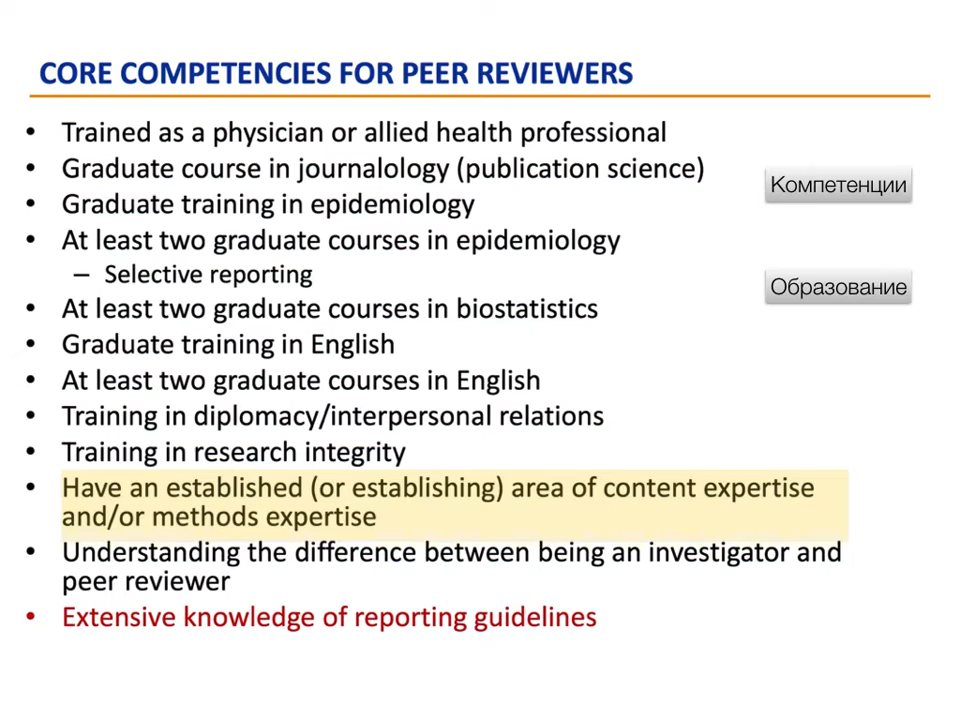 CORE COMPETENCIES FOR PEER REVIEWERS
• Trained as a physician or allied health professional
• Graduate course in journalology (publication science)
• Graduate training in epidemiology
• At least two graduate courses in epidemiology
– Selective reporting
• At least two graduate courses in biostatistics
• Graduate training in English
• At least two graduate courses in English
• Training in diplomacy/interpersonal relations
• Training in research integrity
• Have an established (or establishing) area of content expertise
and/or methods expertise
• Understanding the difference between being an investigator and
peer reviewer
• Extensive knowledge of reporting guidelines
Компетенции
Образование